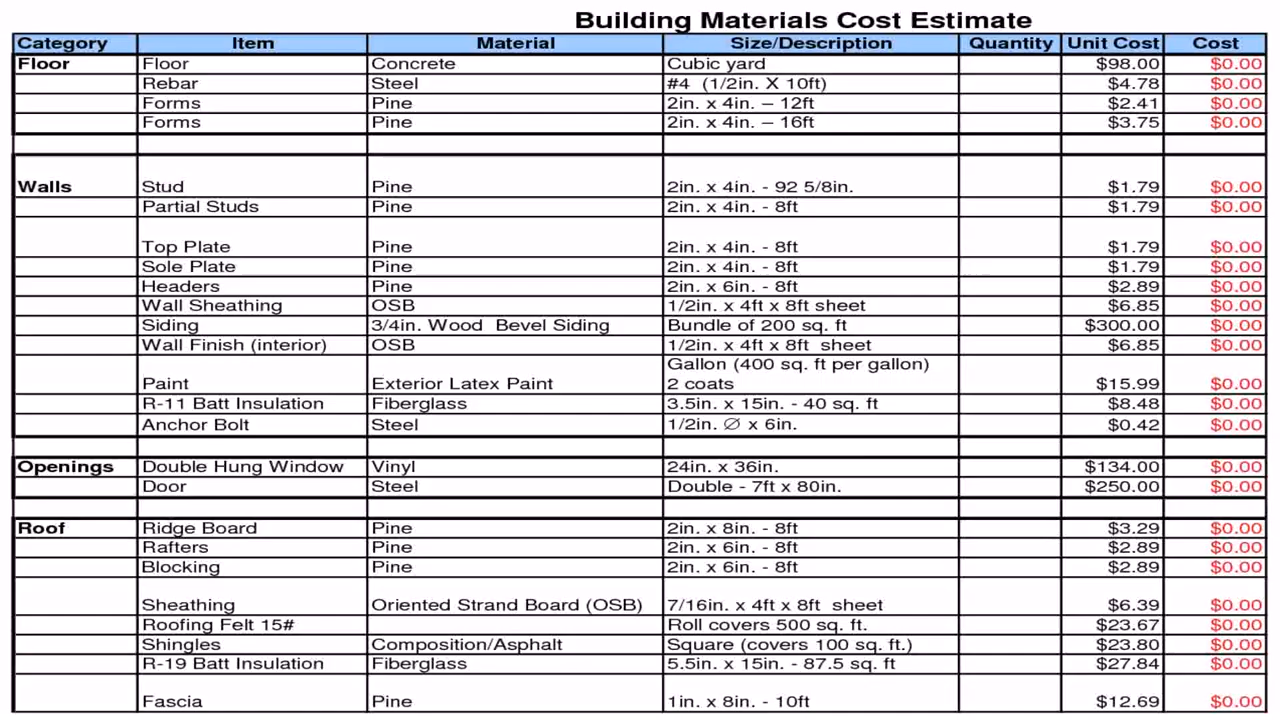 Building Materials Cost Estimate
Category Item Material Size/Description Quantity Unit Cost Cost
Floor Floor Concrete Cubic yard $98.00 $0.00
Rebar Steel #4 (1/2in. X 10ft) $4.78 $0.00
Forms Pine 2in. x 4in. – 12ft $2.41 $0.00
Forms Pine 2in. x 4in. – 16ft $3.75 $0.00
Walls Stud Pine 2in. x 4in. - 92 5/8in. $1.79 $0.00
Partial Studs Pine 2in. x 4in. - 8ft $1.79 $0.00
Top Plate Pine 2in. x 4in. - 8ft $1.79 $0.00
Sole Plate Pine 2in. x 4in. - 8ft $1.79 $0.00
Headers Pine 2in. x 6in. - 8ft $2.89 $0.00
Wall Sheathing OSB 1/2in. x 4ft x 8ft sheet $6.85 $0.00
Siding 3/4in. Wood Bevel Siding Bundle of 200 sq. ft $300.00 $0.00
Wall Finish (interior) OSB 1/2in. x 4ft x 8ft sheet $6.85 $0.00
Gallon (400 sq. ft per gallon)
Paint Exterior Latex Paint 2 coats $15.99 $0.00
R-11 Batt Insulation Fiberglass 3.5in. x 15in. - 40 sq. ft $8.48 $0.00
Anchor Bolt Steel 1/2in. ∅ x 6in. $0.42 $0.00
Openings Double Hung Window Vinyl 24in. x 36in. $134.00 $0.00
Door Steel Double - 7ft x 80in. $250.00 $0.00
Roof Ridge Board Pine 2in. x 8in. - 8ft $3.29 $0.00
Rafters Pine 2in. x 6in. - 8ft $2.89 $0.00
Blocking Pine 2in. x 6in. - 8ft $2.89 $0.00
Sheathing Oriented Strand Board (OSB) 7/16in. x 4ft x 8ft sheet $6.39 $0.00
Roofing Felt 15# Roll covers 500 sq. ft. $23.67 $0.00
Shingles Composition/Asphalt Square (covers 100 sq. ft.) $23.80 $0.00
R-19 Batt Insulation Fiberglass 5.5in. x 15in. - 87.5 sq. ft $27.84 $0.00
Fascia Pine 1in. x 8in. - 10ft $12.69 $0.00